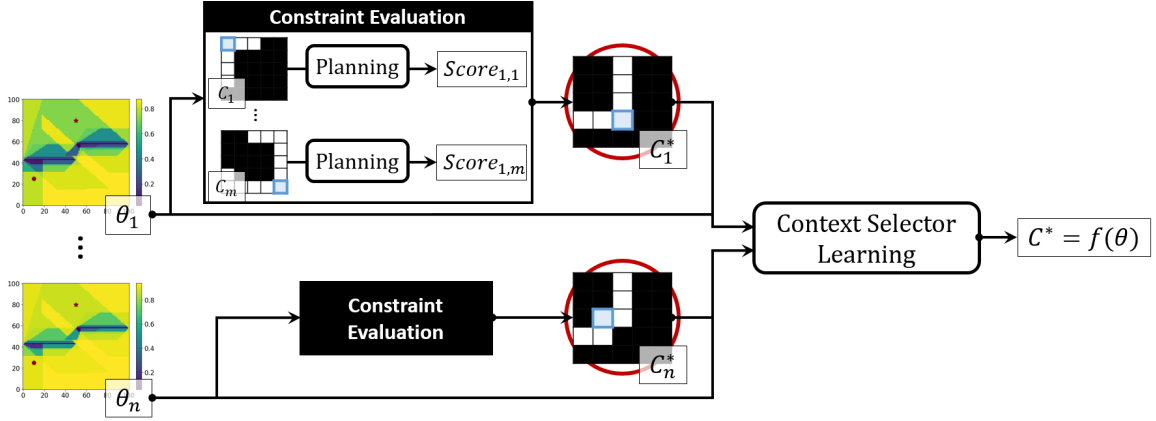 Constraint Evaluation
C₁
Planning
Score₁,₁
...
Cₘ
Planning
Score₁,ₘ
C₁*
100
80
60
40
20
0
0 20 40 60 80
0.8
0.6
0.4
0.2
θ₁
⋮
Context Selector
Learning
C* = f(θ)
100
80
60
40
20
0
0 20 40 60 80
0.8
0.6
0.4
0.2
θₙ
Constraint
Evaluation
Cₙ*